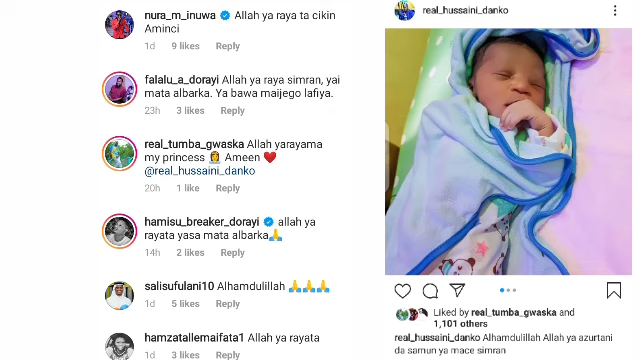 nura_m_inuwa Allah ya raya ta cikin
Aminci
1d 9 likes Reply
falalu_a_dorayi Allah ya raya simran, yai
mata albarka. Ya bawa maijego lafiya.
23h 3 likes Reply
real_tumba_gwaska Allah yarayama
my princess 👸 Ameen ❤️
@real_hussaini_danko
20h 1 like Reply
hamisu_breaker_dorayi allah ya
rayata yasa mata albarka🙏
14h 2 likes Reply
salisufulani10 Alhamdulillah 🙏🙏🙏
1d 5 likes Reply
hamzatallemaifata1 Allah ya rayata
1d 3 likes Reply
real_hussaini_danko
Liked by real_tumba_gwaska and
1,101 others
real_hussaini_danko Alhamdulillah Allah ya azurtani
da samun ya mace simran